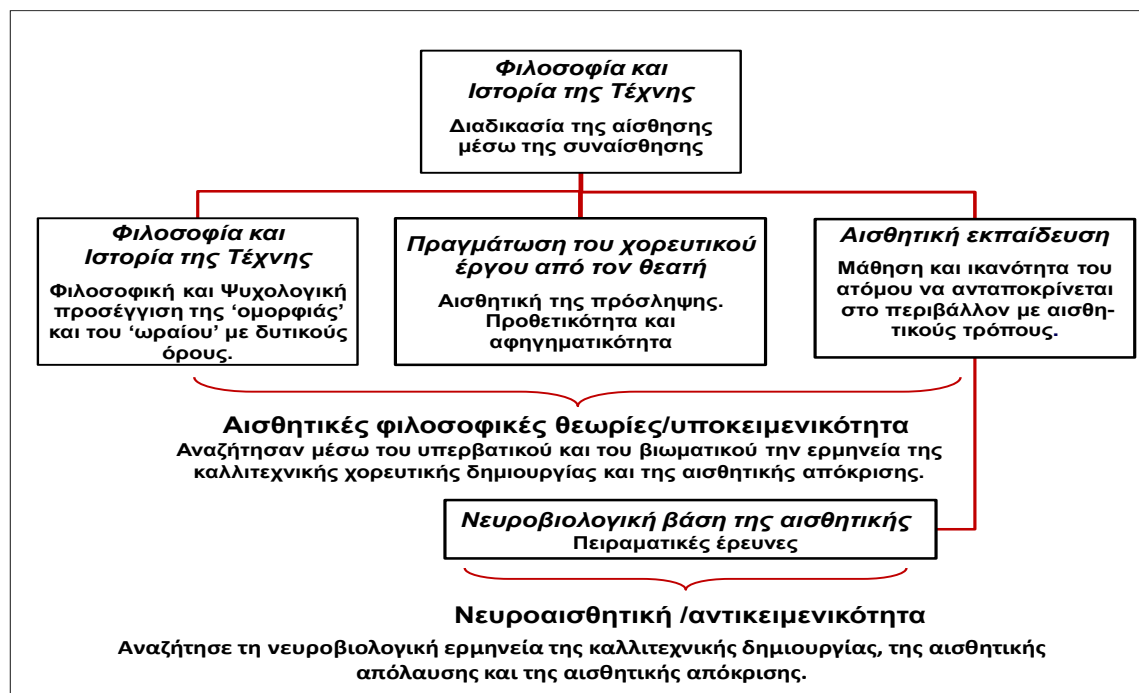 Φιλοσοφία και
Ιστορία της Τέχνης
Διαδικασία της αίσθησης
μέσω της συναίσθησης
Φιλοσοφία και
Ιστορία της Τέχνης
Φιλοσοφική και Ψυχολογική
προσέγγιση της ‘ομορφιάς’
και του ‘ωραίου’ με δυτικούς
όρους.
Πραγμάτωση του χορευτικού
έργου από τον θεατή
Αισθητική της πρόσληψης.
Προθετικότητα και
αφηγηματικότητα
Αισθητική εκπαίδευση
Μάθηση και ικανότητα του
ατόμου να ανταποκρίνεται
στο περιβάλλον με αισθη-
τικούς τρόπους.
Αισθητικές φιλοσοφικές θεωρίες/υποκειμενικότητα
Αναζήτησαν μέσω του υπερβατικού και του βιωματικού την ερμηνεία της
καλλιτεχνικής χορευτικής δημιουργίας και της αισθητικής απόκρισης.
Νευροβιολογική βάση της αισθητικής
Πειραματικές έρευνες
Νευροαισθητική /αντικειμενικότητα
Αναζήτησε τη νευροβιολογική ερμηνεία της καλλιτεχνικής δημιουργίας, της αισθητικής
απόλαυσης και της αισθητικής απόκρισης.